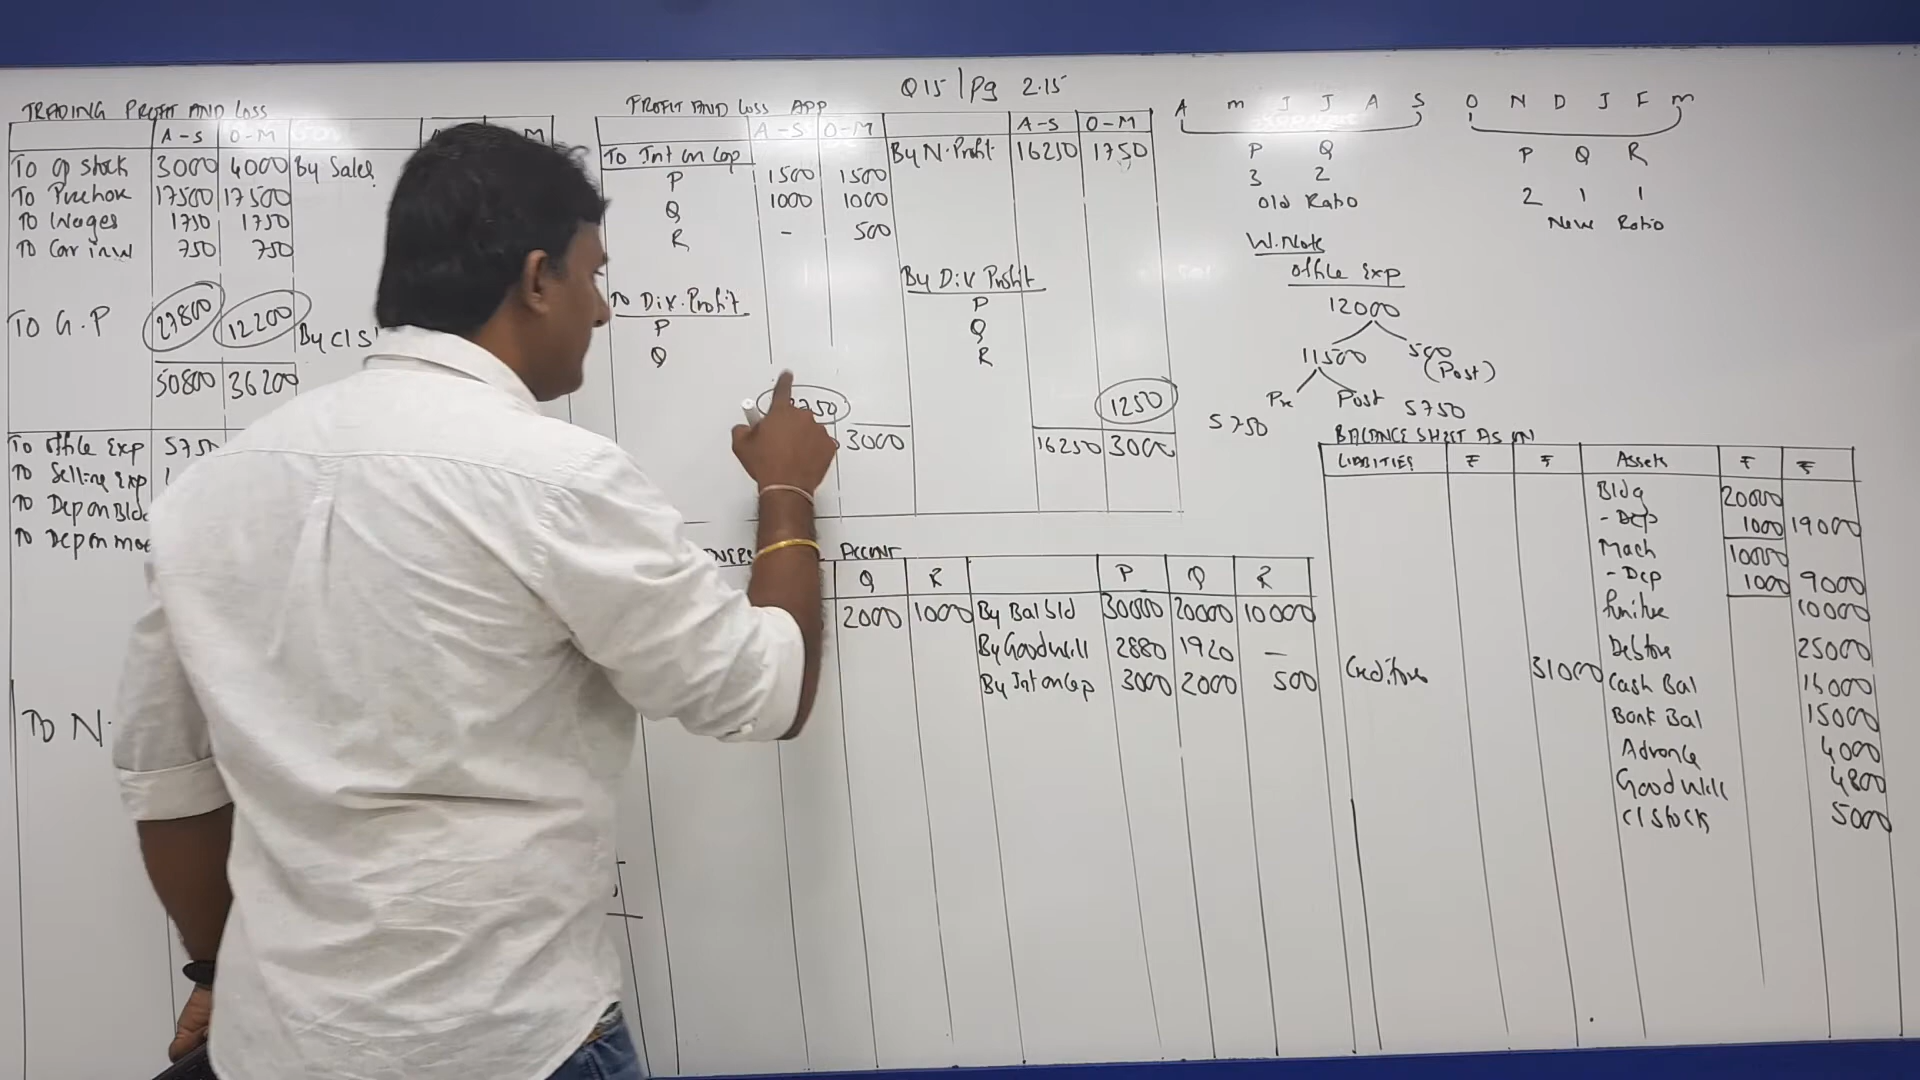 Q15 | Pg 2.15
TRADING PROFIT AND LOSS
A-S O-M
To Op Stock 3000 4000 By Sales
To Purchase 17500 17500
To Wages 1750 1750
To Car inw 750 750
To G.P 27800 12200 By Cl S
50800 36200
To office Exp 575
To Selling Exp
To Dep on Bld
To Dep on mac
To N.
PROFIT AND LOSS APP
A-S O-M A-S O-M
To Int on Cap By N.Profit 16250 1750
P 1500 1500
Q 1000 1000
R - 500
To Div.Profit By Div Profit
P P
Q Q
R
750 1250
3000 16250 3000
A m J J A S O N D J F m
P Q P Q R
3 2 2 1 1
Old Ratio New Ratio
W.Note
Office Exp
12000
11500 500 (Post)
Pre Post
5750 5750
ACCOUNT
Q R P Q R
2000 1000 By Bal b/d 30000 20000 10000
By Goodwill 2880 1920 -
By Int on Cap 3000 2000 500
BALANCE SHEET AS ON
LIABITIES ₹ ₹ Assets ₹ ₹
Bldg 20000
- Dep 1000 19000
Mach 10000
- Dep 1000 9000
Furniture 10000
Debtors 25000
Creditors 31000 Cash Bal
Bank Bal 15000
Advance 4000
Goodwill 4800
Cl Stock 5000